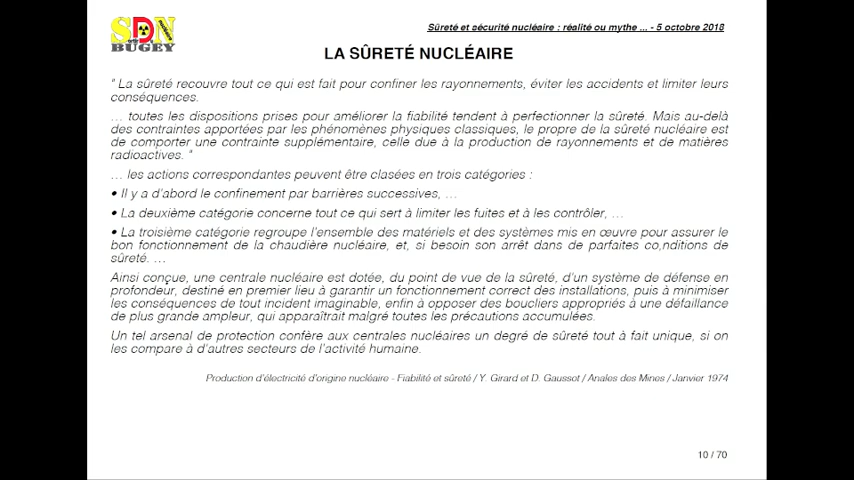 SDN
BUGEY
Sûreté et sécurité nucléaire : réalité ou mythe ... - 5 octobre 2018
LA SÛRETÉ NUCLÉAIRE
" La sûreté recouvre tout ce qui est fait pour confiner les rayonnements, éviter les accidents et limiter leurs
conséquences.
... toutes les dispositions prises pour améliorer la fiabilité tendent à perfectionner la sûreté. Mais au-delà
des contraintes apportées par les phénomènes physiques classiques, le propre de la sûreté nucléaire est
de comporter une contrainte supplémentaire, celle due à la production de rayonnements et de matières
radioactives. "
... les actions correspondantes peuvent être clasées en trois catégories :
• Il y a d'abord le confinement par barrières successives, ...
• La deuxième catégorie concerne tout ce qui sert à limiter les fuites et à les contrôler, ...
• La troisième catégorie regroupe l'ensemble des matériels et des systèmes mis en œuvre pour assurer le
bon fonctionnement de la chaudière nucléaire, et, si besoin son arrêt dans de parfaites co,nditions de
sûreté. ...
Ainsi conçue, une centrale nucléaire est dotée, du point de vue de la sûreté, d'un système de défense en
profondeur, destiné en premier lieu à garantir un fonctionnement correct des installations, puis à minimiser
les conséquences de tout incident imaginable, enfin à opposer des boucliers appropriés à une défaillance
de plus grande ampleur, qui apparaîtrait malgré toutes les précautions accumulées.
Un tel arsenal de protection confère aux centrales nucléaires un degré de sûreté tout à fait unique, si on
les compare à d'autres secteurs de l'activité humaine.
Production d'électricité d'origine nucléaire - Fiabilité et sûreté / Y. Girard et D. Gaussot / Anales des Mines / Janvier 1974
10 / 70